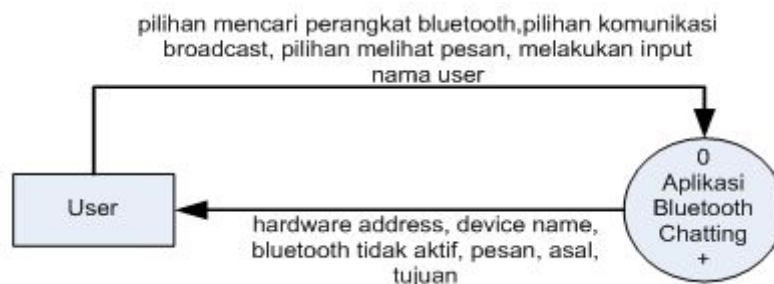 pilihan mencari perangkat bluetooth,pilihan komunikasi
broadcast, pilihan melihat pesan, melakukan input
nama user
User
0
Aplikasi
Bluetooth
Chatting
+
hardware address, device name,
bluetooth tidak aktif, pesan, asal,
tujuan